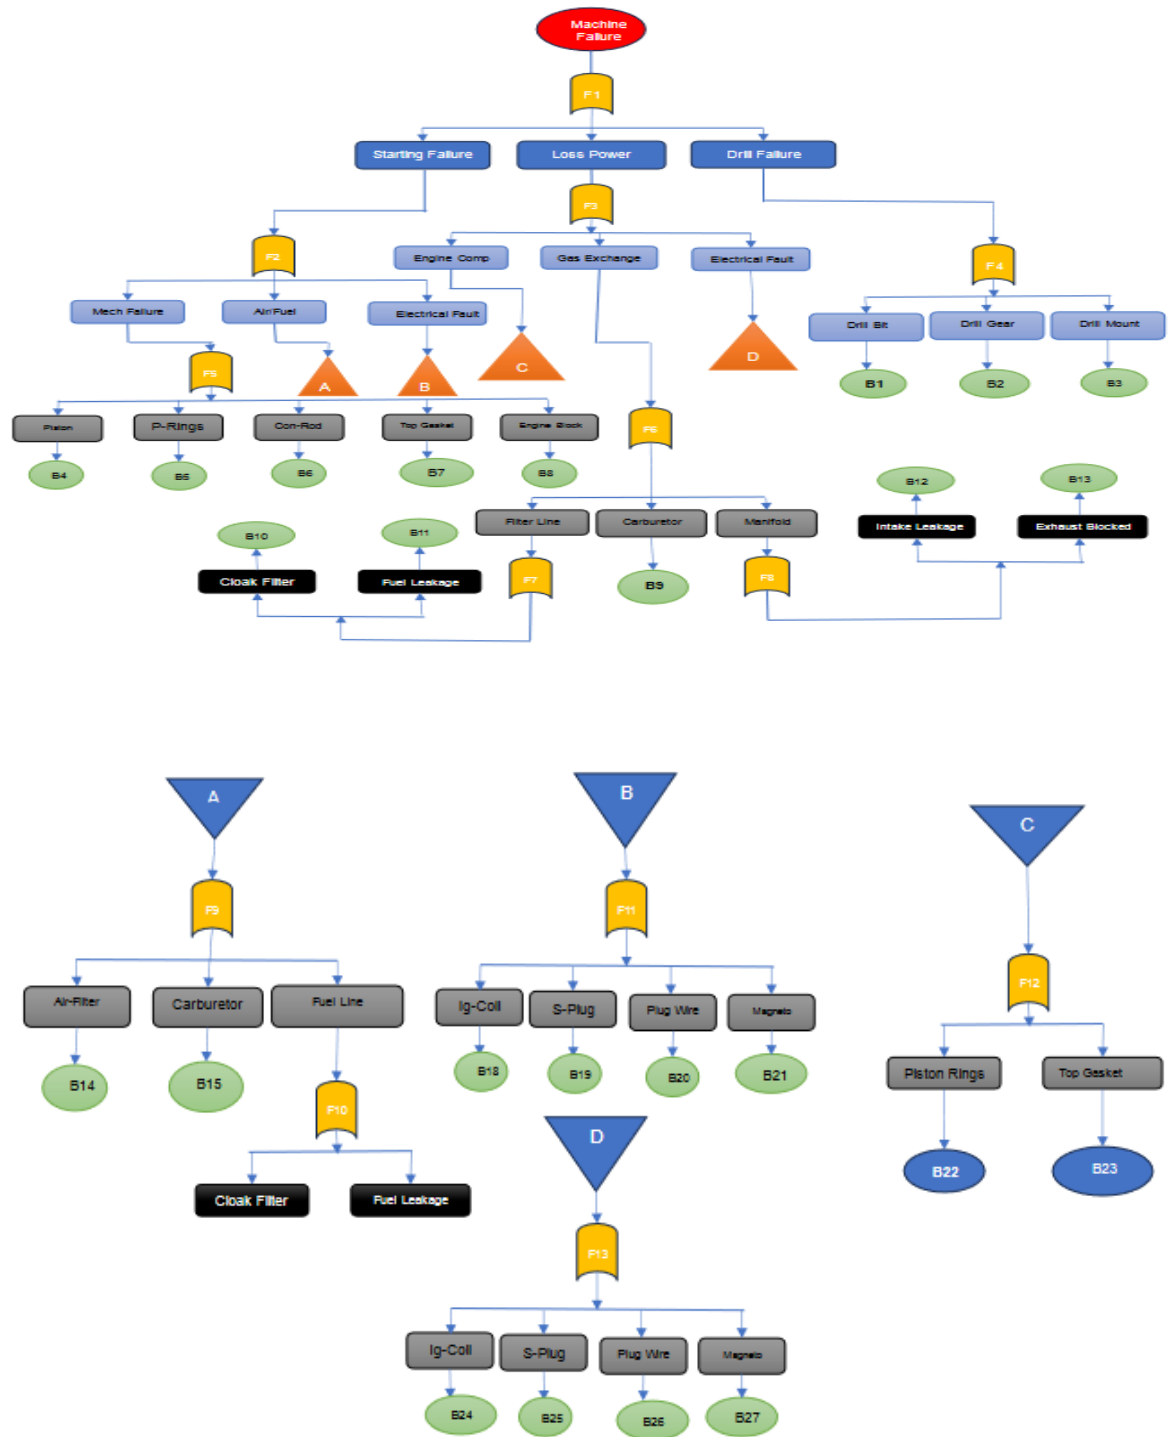 Machine
Failure
F1
Starting Failure
Loss Power
Drill Failure
F3
F2
Engine Comp
Gas Exchange
Electrical Fault
F4
Mech Failure
Air/Fuel
Electrical Fault
Drill Bit
Drill Gear
Drill Mount
F5
A
B
C
D
B1
B2
B3
Piston
P-Rings
Con-Rod
Top Gasket
Engine Block
F6
B4
B5
B6
B7
B8
B12
B13
Filter Line
Carburetor
Manifold
Intake Leakage
Exhaust Blocked
B10
B11
Cloak Filter
Fuel Leakage
F7
B9
F8
A
B
C
F9
F11
F12
Air-Filter
Carburetor
Fuel Line
Ig-Coil
S-Plug
Plug Wire
Magneto
Piston Rings
Top Gasket
B14
B15
B18
B19
B20
B21
F10
D
B22
B23
Cloak Filter
Fuel Leakage
F13
Ig-Coil
S-Plug
Plug Wire
Magneto
B24
B25
B26
B27